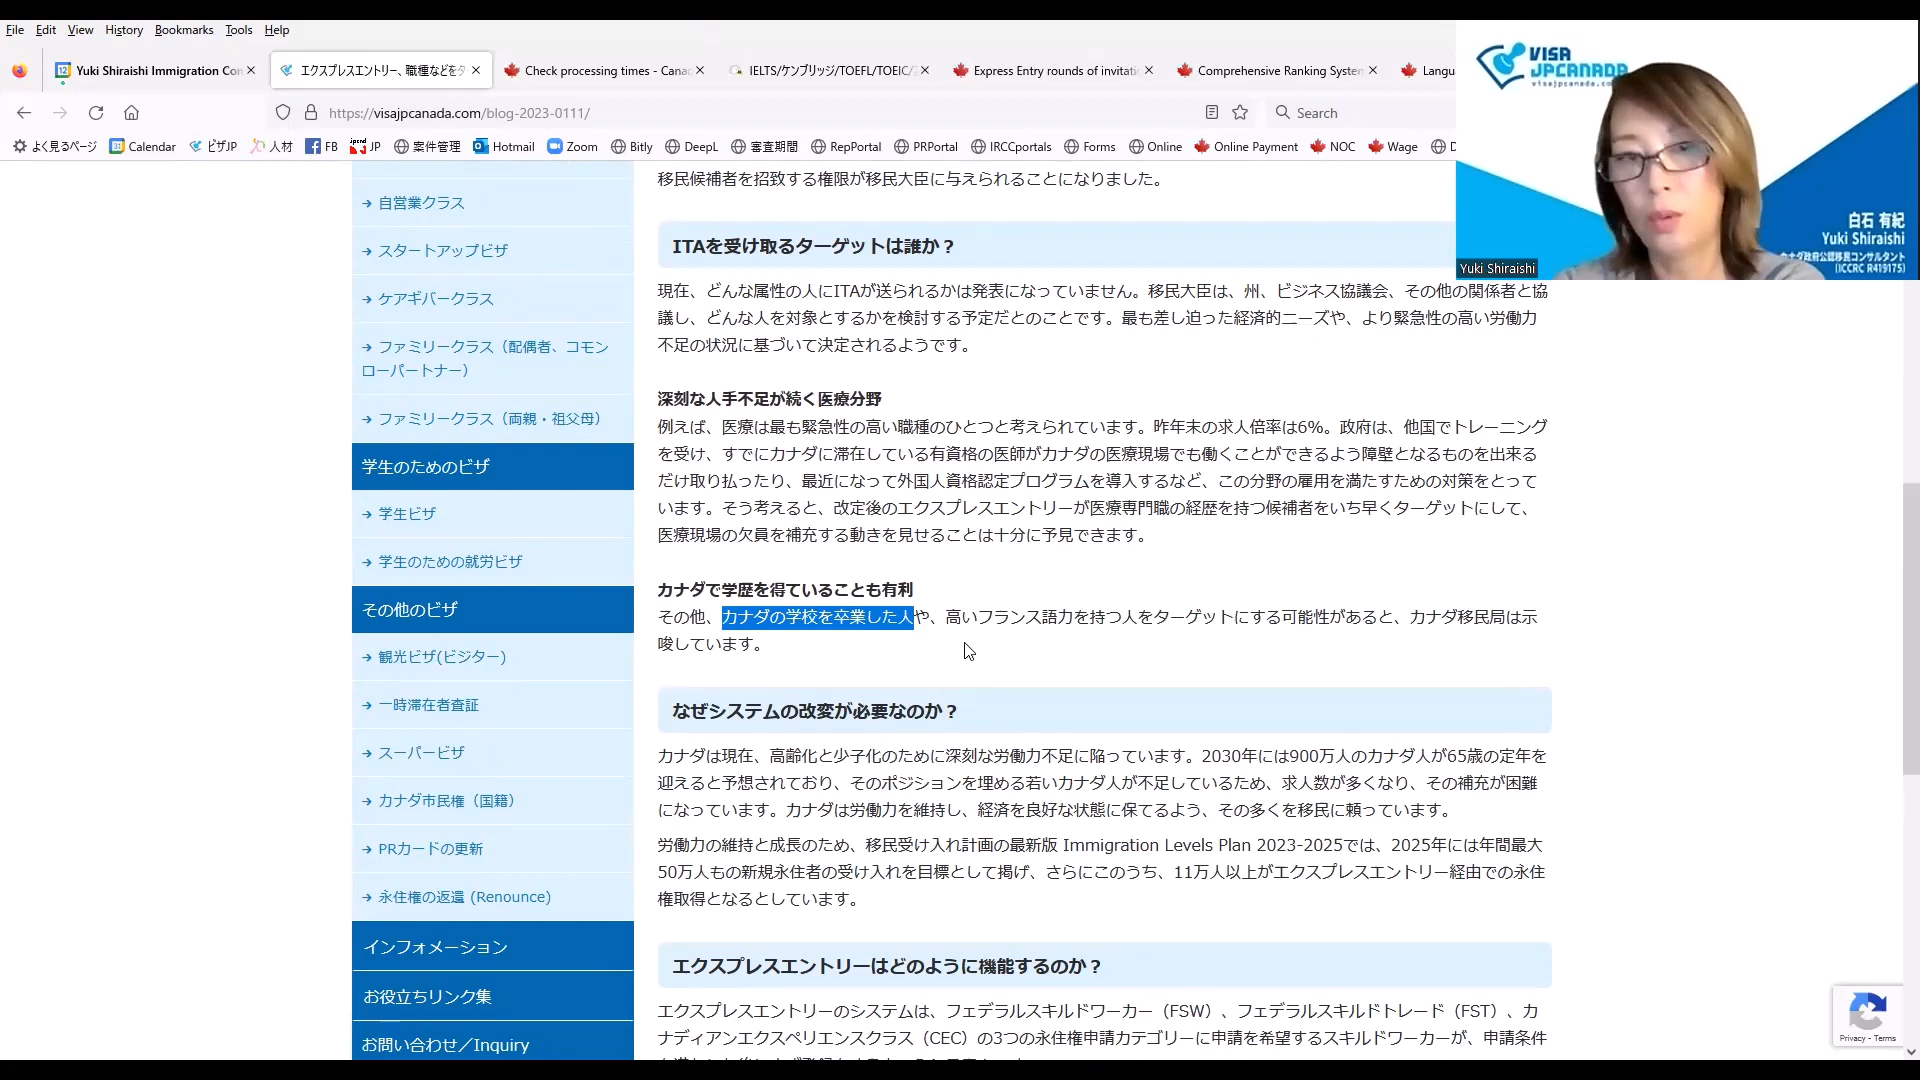 File Edit View History Bookmarks Tools Help
Yuki Shiraishi Immigration Con
エクスプレスエントリー、職種などを
Check processing times - Cana
IELTS/ケンブリッジ/TOEFL/TOEIC/
Express Entry rounds of invitati
Comprehensive Ranking System
Langu
https://visajpcanada.com/blog-2023-0111/
Search
よく見るページ Calendar ビザJP 人材 FB JP 案件管理 Hotmail Zoom Bitly DeepL 審査期間 RepPortal PRPortal IRCCportals Forms Online Online Payment NOC Wage
VISA
JPCANADA
白石 有紀
Yuki Shiraishi
カナダ政府公認移民コンサルタント
(ICCRC R419175)
Yuki Shiraishi
→ 自営業クラス
→ スタートアップビザ
→ ケアギバークラス
→ ファミリークラス（配偶者、コモン
ローパートナー）
→ ファミリークラス（両親・祖父母）
学生のためのビザ
→ 学生ビザ
→ 学生のための就労ビザ
その他のビザ
→ 観光ビザ(ビジター)
→ 一時滞在者査証
→ スーパービザ
→ カナダ市民権（国籍）
→ PRカードの更新
→ 永住権の返還 (Renounce)
インフォメーション
お役立ちリンク集
お問い合わせ／Inquiry
移民候補者を招致する権限が移民大臣に与えられることになりました。
ITAを受け取るターゲットは誰か？
現在、どんな属性の人にITAが送られるかは発表になっていません。移民大臣は、州、ビジネス協議会、その他の関係者と協
議し、どんな人を対象とするかを検討する予定だとのことです。最も差し迫った経済的ニーズや、より緊急性の高い労働力
不足の状況に基づいて決定されるようです。
深刻な人手不足が続く医療分野
例えば、医療は最も緊急性の高い職種のひとつと考えられています。昨年末の求人倍率は6%。政府は、他国でトレーニング
を受け、すでにカナダに滞在している有資格の医師がカナダの医療現場でも働くことができるよう障壁となるものを出来る
だけ取り払ったり、最近になって外国人資格認定プログラムを導入するなど、この分野の雇用を満たすための対策をとって
います。そう考えると、改定後のエクスプレスエントリーが医療専門職の経歴を持つ候補者をいち早くターゲットにして、
医療現場の欠員を補充する動きを見せることは十分に予見できます。
カナダで学歴を得ていることも有利
その他、カナダの学校を卒業した人や、高いフランス語力を持つ人をターゲットにする可能性があると、カナダ移民局は示
唆しています。
なぜシステムの改変が必要なのか？
カナダは現在、高齢化と少子化のために深刻な労働力不足に陥っています。2030年には900万人のカナダ人が65歳の定年を
迎えると予想されており、そのポジションを埋める若いカナダ人が不足しているため、求人数が多くなり、その補充が困難
になっています。カナダは労働力を維持し、経済を良好な状態に保てるよう、その多くを移民に頼っています。
労働力の維持と成長のため、移民受け入れ計画の最新版 Immigration Levels Plan 2023-2025では、2025年には年間最大
50万人もの新規永住者の受け入れを目標として掲げ、さらにこのうち、11万人以上がエクスプレスエントリー経由での永住
権取得となるとしています。
エクスプレスエントリーはどのように機能するのか？
エクスプレスエントリーのシステムは、フェデラルスキルドワーカー（FSW）、フェデラルスキルドトレード（FST）、カ
ナディアンエクスペリエンスクラス（CEC）の3つの永住権申請カテゴリーに申請を希望するスキルドワーカーが、申請条件
Privacy - Terms